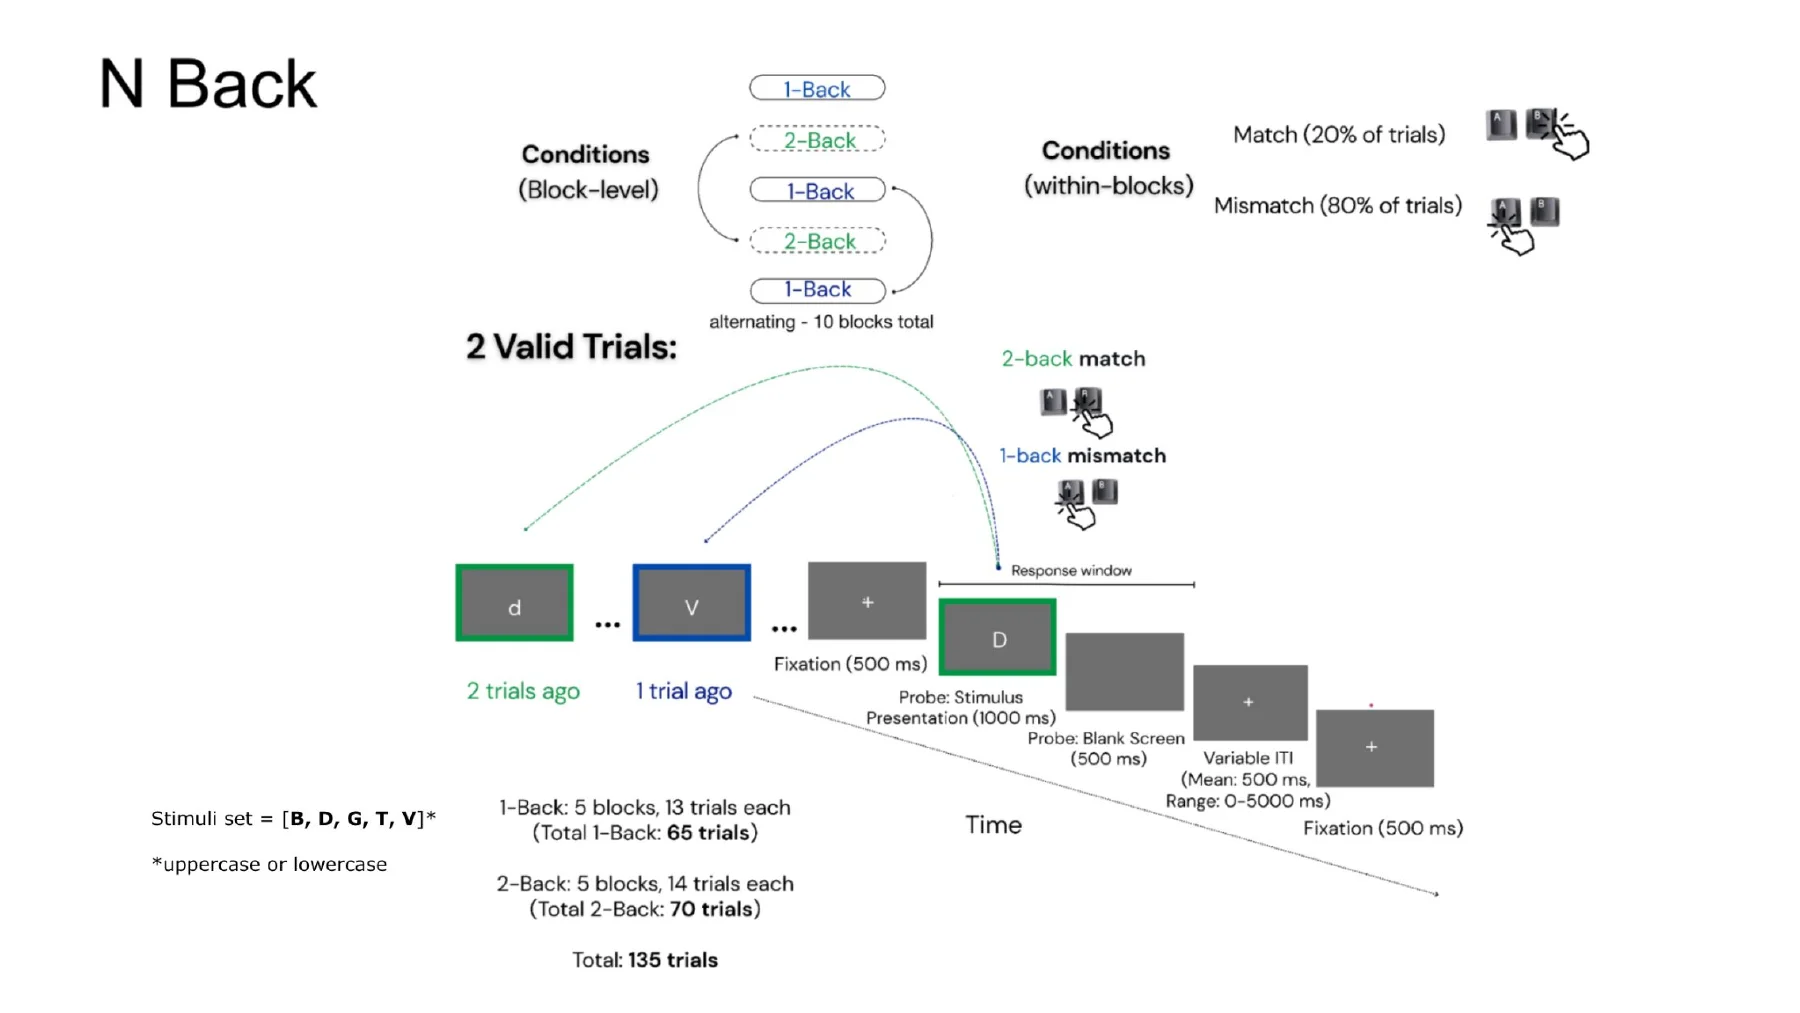 N Back
Conditions
(Block-level)
1-Back
2-Back
1-Back
2-Back
1-Back
alternating - 10 blocks total
Conditions
(within-blocks)
Match (20% of trials)
A B
Mismatch (80% of trials)
A B
2 Valid Trials:
2-back match
A B
1-back mismatch
A B
d
...
V
...
+
Response window
D
+
+
2 trials ago
1 trial ago
Fixation (500 ms)
Probe: Stimulus
Presentation (1000 ms)
Probe: Blank Screen
(500 ms)
Variable ITI
(Mean: 500 ms,
Range: 0-5000 ms)
Fixation (500 ms)
Time
Stimuli set = [B, D, G, T, V]*
*uppercase or lowercase
1-Back: 5 blocks, 13 trials each
(Total 1-Back: 65 trials)
2-Back: 5 blocks, 14 trials each
(Total 2-Back: 70 trials)
Total: 135 trials